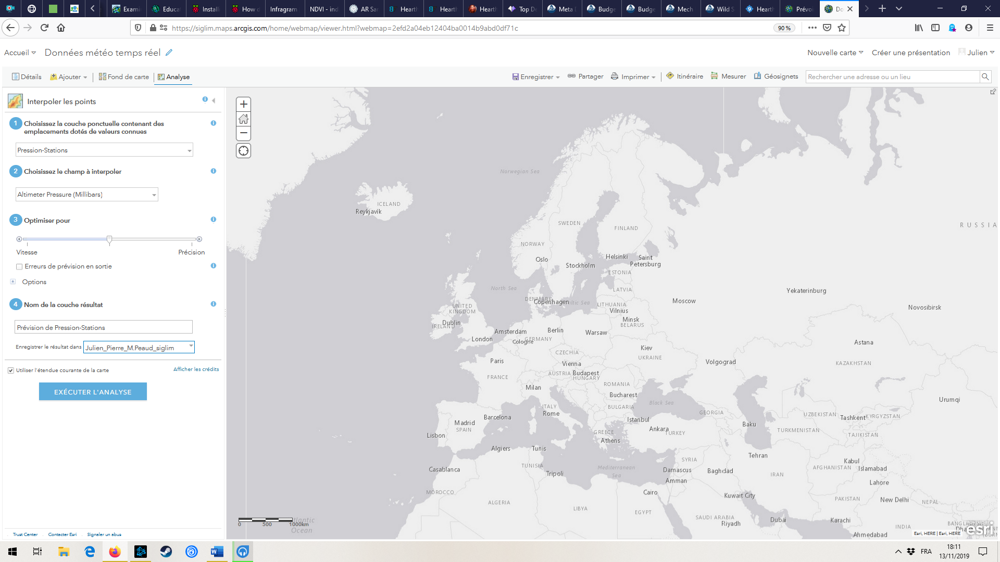 Exami
Educat
Installi
How d
Infragram
NDVI - ind
AR San
Hearth
Hearth
Hearth
Top De
Meta
Budge
Budge
Mech
Wild S
Hearth
Prévoi
Do
https://siglim.maps.arcgis.com/home/webmap/viewer.html?webmap=2efd2a04eb12404ba0014b9abd0df71c
90 %
Accueil
Données météo temps réel
Nouvelle carte
Créer une présentation
Julien
Détails
Ajouter
Fond de carte
Analyse
Enregistrer
Partager
Imprimer
Itinéraire
Mesurer
Géosignets
Rechercher une adresse ou un lieu
Interpoler les points
1 Choisissez la couche ponctuelle contenant des
emplacements dotés de valeurs connues
Pression-Stations
2 Choisissez le champ à interpoler
Altimeter Pressure (Millibars)
3 Optimiser pour
Vitesse
Précision
Erreurs de prévision en sortie
Options
4 Nom de la couche résultat
Prévision de Pression-Stations
Enregistrer le résultat dans
Julien_Pierre_M.Peaud_siglim
Utiliser l'étendue courante de la carte
Afficher les crédits
EXÉCUTER L'ANALYSE
Trust Center
Contacter Esri
Signaler un abus
Norwegian Sea
ICELAND
Reykjavík
SWEDEN
FINLAND
RUSSIA
NORWAY
Oslo
Helsinki
Saint
Petersburg
Stockholm
ESTONIA
North Sea
LATVIA
Yekaterinburg
DENMARK
Copenhagen
Baltic Sea
LITHUANIA
Moscow
Novosibirsk
UNITED
KINGDOM
Vilnius
Minsk
BELARUS
Dublin
IRELAND
Amsterdam
Berlin
Warsaw
London
Cologne
GERMANY
Kiev
UKRAINE
Astana
CZECHIA
Paris
Vienna
Volgograd
KAZAKHSTAN
FRANCE
AUSTRIA
Budapest
HUNGARY
Milan
ROMANIA
Bucharest
Black Sea
Urumqi
ITALY
Rome
BULGARIA
GEORGIA
UZBEKISTAN
Tashkent
KYRGYZSTAN
Barcelona
Madrid
SPAIN
Istanbul
Baku
Lisbon
Ankara
TURKEY
TURKMENISTAN
TAJIKISTAN
GREECE
Athens
Algiers
Tunis
Tehran
SYRIA
Kabul
TUNISIA
Casablanca
Tripoli
Mediterranean
Sea
Damascus
Baghdad
AFGHANISTAN
Islamabad
IRAN
Amman
Lahore
MOROCCO
Cairo
Kuwait City
PAKISTAN
New Delhi
NEPAL
ALGERIA
LIBYA
EGYPT
SAUDI ARABIA
Riyadh
Dubai
Karachi
INDIA
Ahmedabad
Atlantic
Ocean
0 500 1000km
Esri, HERE | Esri, HERE
esri
FRA
18:11
13/11/2019